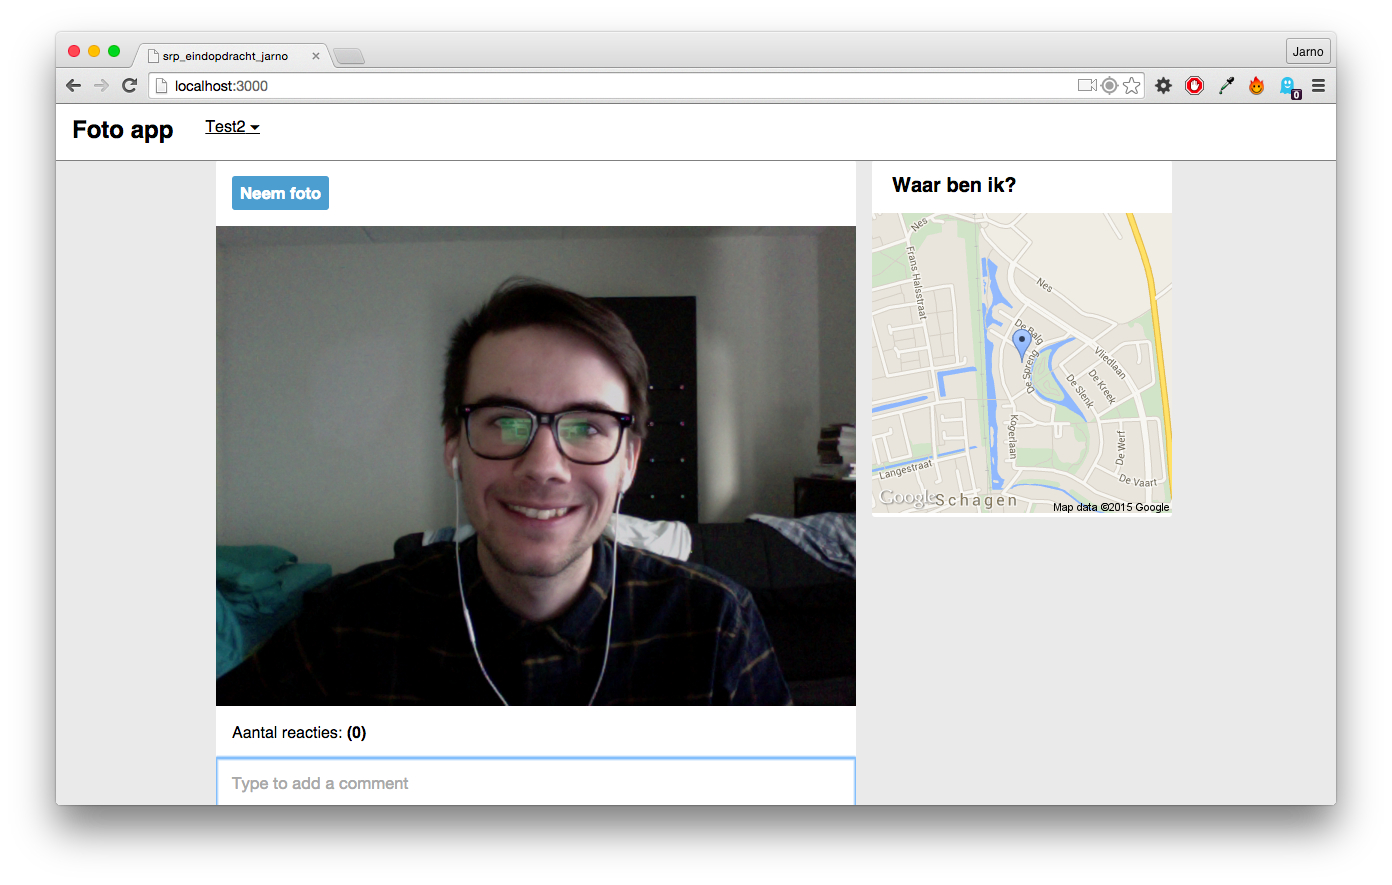 srp_eindopdracht_jarno
Jarno
localhost:3000
0
Foto app
Test2
Neem foto
Waar ben ik?
Nes
Frans Halsstraat
Nes
De Balg
Vliedlaan
De Spreng
De Kreek
De Slenk
Kogerlaan
De Werf
Langestraat
De Vaart
Google
Schagen
Map data ©2015 Google
Aantal reacties: (0)
Type to add a comment